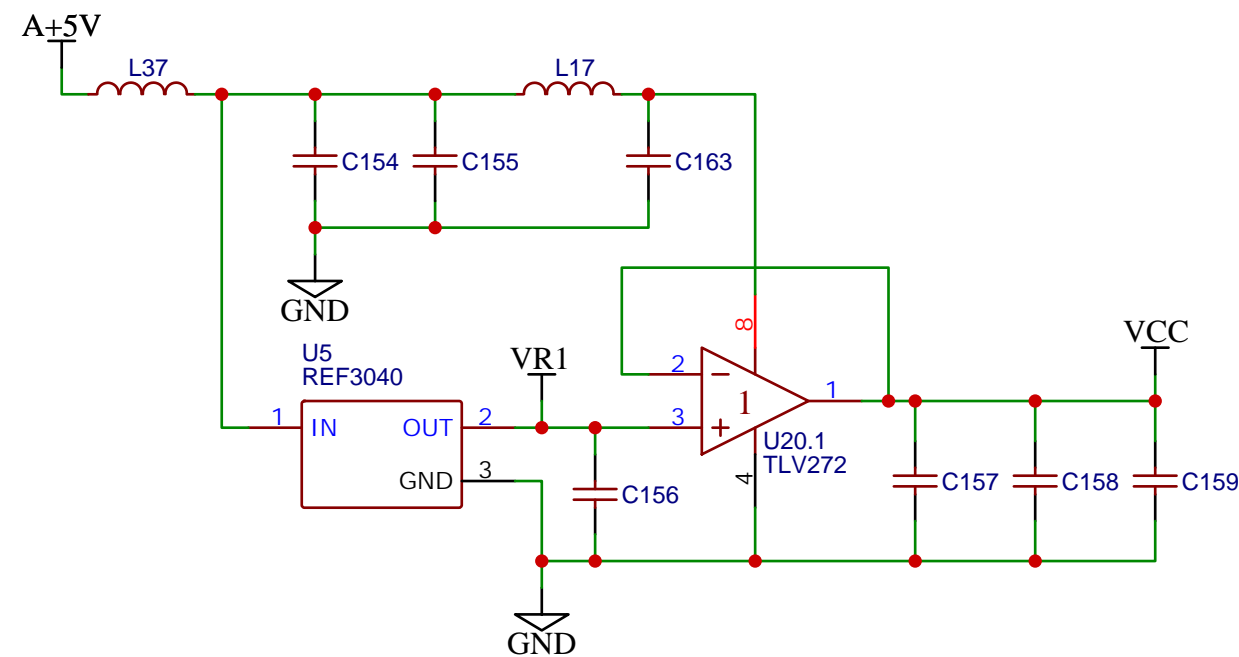 A+5V
L37
L17
C154
C155
C163
GND
U5
REF3040
VR1
VCC
8
2
1
1
1
IN
OUT
2
3
U20.1
TLV272
GND
3
4
C156
C157
C158
C159
GND